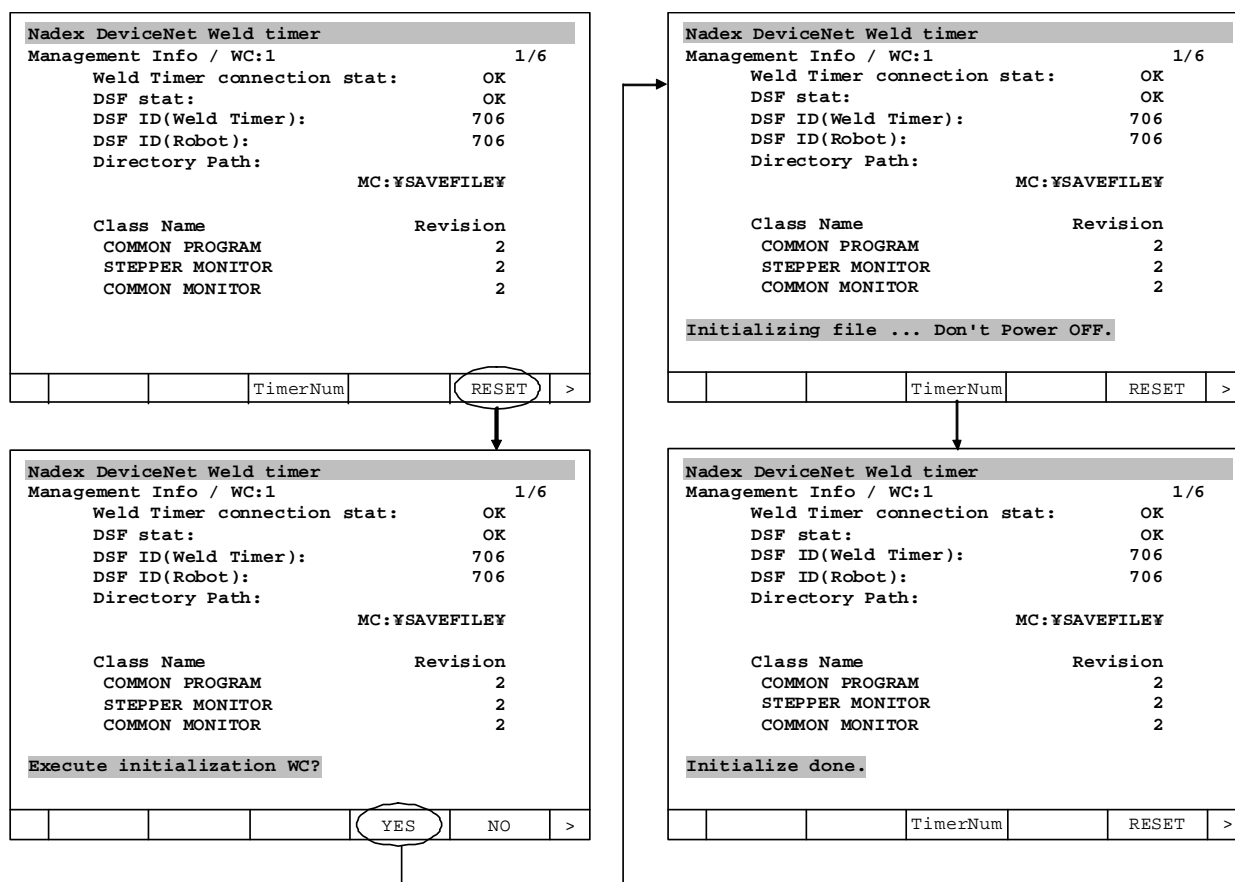 Nadex DeviceNet Weld timer
Management Info / WC:1 1/6
Weld Timer connection stat: OK
DSF stat: OK
DSF ID(Weld Timer): 706
DSF ID(Robot): 706
Directory Path:
MC:¥SAVEFILE¥
Class Name Revision
COMMON PROGRAM 2
STEPPER MONITOR 2
COMMON MONITOR 2
TimerNum RESET >
Nadex DeviceNet Weld timer
Management Info / WC:1 1/6
Weld Timer connection stat: OK
DSF stat: OK
DSF ID(Weld Timer): 706
DSF ID(Robot): 706
Directory Path:
MC:¥SAVEFILE¥
Class Name Revision
COMMON PROGRAM 2
STEPPER MONITOR 2
COMMON MONITOR 2
Execute initialization WC?
YES NO >
Nadex DeviceNet Weld timer
Management Info / WC:1 1/6
Weld Timer connection stat: OK
DSF stat: OK
DSF ID(Weld Timer): 706
DSF ID(Robot): 706
Directory Path:
MC:¥SAVEFILE¥
Class Name Revision
COMMON PROGRAM 2
STEPPER MONITOR 2
COMMON MONITOR 2
Initializing file ... Don't Power OFF.
TimerNum RESET >
Nadex DeviceNet Weld timer
Management Info / WC:1 1/6
Weld Timer connection stat: OK
DSF stat: OK
DSF ID(Weld Timer): 706
DSF ID(Robot): 706
Directory Path:
MC:¥SAVEFILE¥
Class Name Revision
COMMON PROGRAM 2
STEPPER MONITOR 2
COMMON MONITOR 2
Initialize done.
TimerNum RESET >